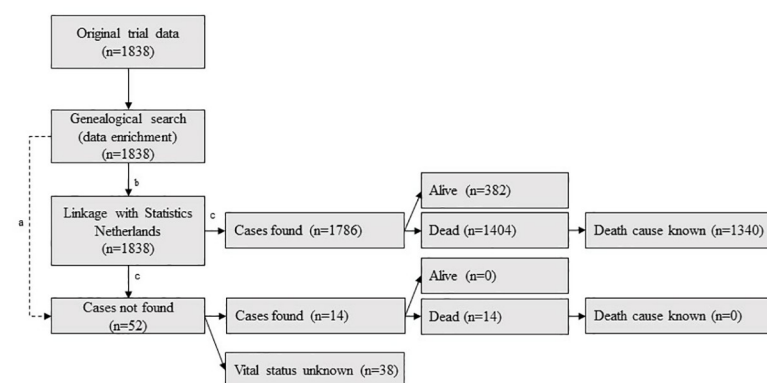 Original trial data
(n=1838)
Genealogical search
(data enrichment)
(n=1838)
a
b
Linkage with Statistics
Netherlands
(n=1838)
c
Cases found (n=1786)
Alive (n=382)
Dead (n=1404)
Death cause known (n=1340)
c
Cases not found
(n=52)
Cases found (n=14)
Alive (n=0)
Dead (n=14)
Death cause known (n=0)
Vital status unknown (n=38)